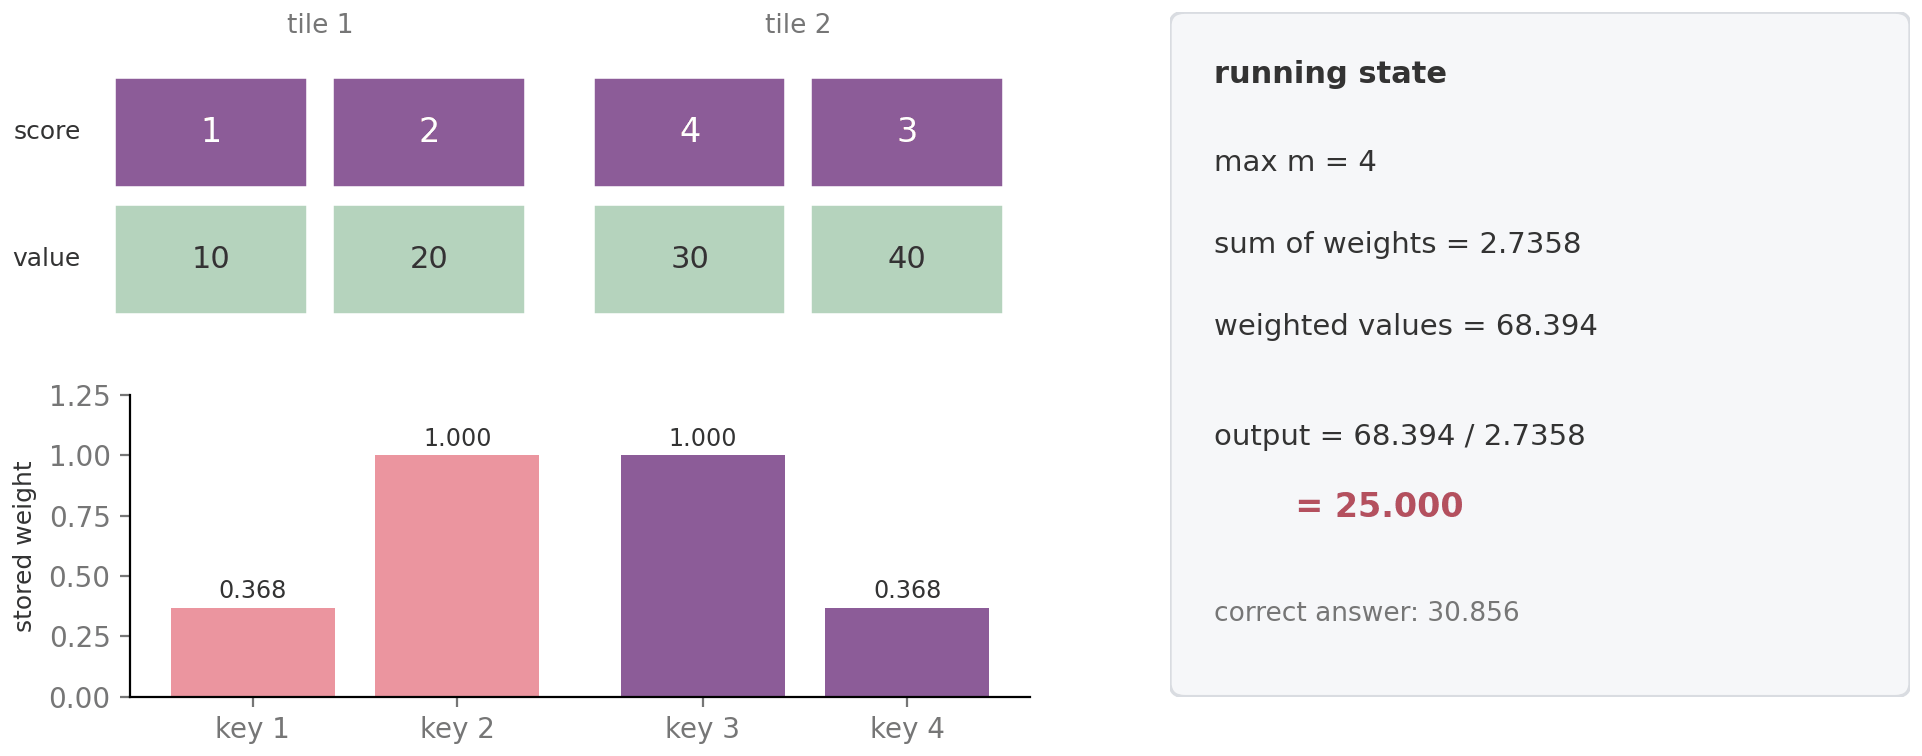 tile 1 tile 2
score 1 2 4 3
value 10 20 30 40
stored weight
1.25
1.00
0.75
0.50
0.25
0.00
0.368 1.000 1.000 0.368
key 1 key 2 key 3 key 4
running state
max m = 4
sum of weights = 2.7358
weighted values = 68.394
output = 68.394 / 2.7358
= 25.000
correct answer: 30.856